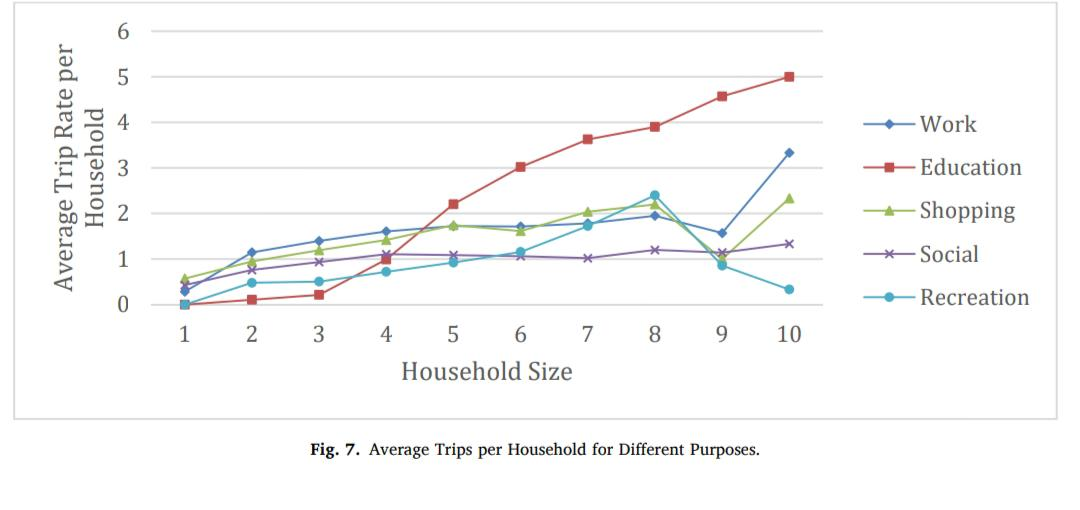 6
5
4
3
2
1
0
Average Trip Rate per
Household
1 2 3 4 5 6 7 8 9 10
Household Size
Work
Education
Shopping
Social
Recreation
Fig. 7. Average Trips per Household for Different Purposes.